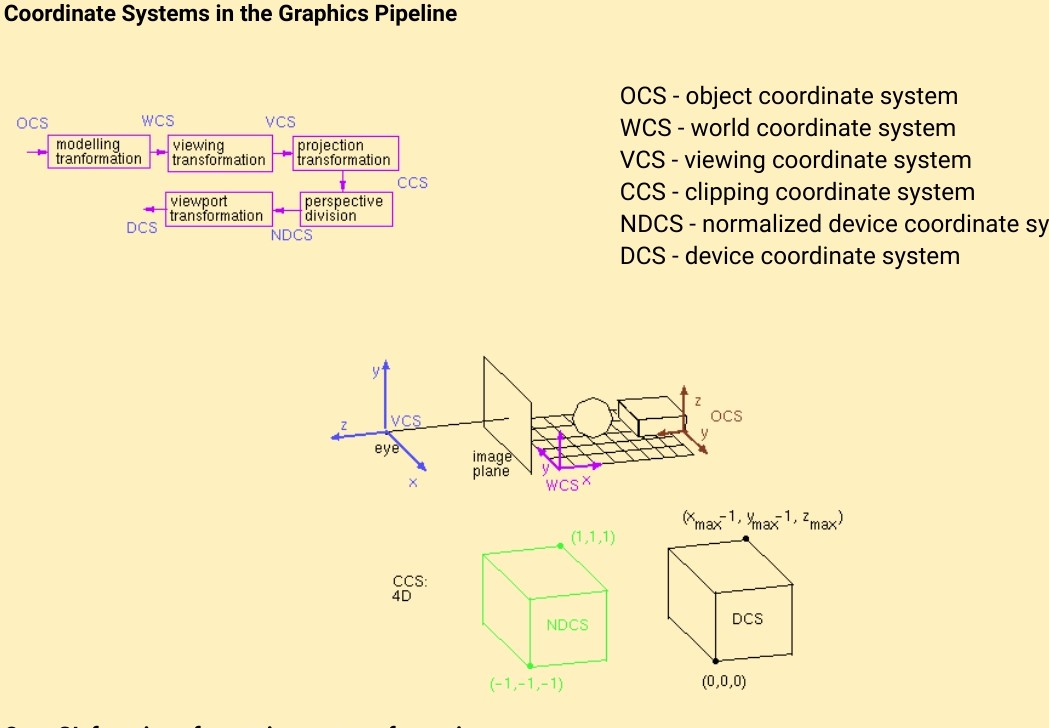 Coordinate Systems in the Graphics Pipeline
OCS
WCS
VCS
modelling
tranformation
viewing
transformation
projection
transformation
CCS
viewport
transformation
perspective
division
DCS
NDCS
OCS - object coordinate system
WCS - world coordinate system
VCS - viewing coordinate system
CCS - clipping coordinate system
NDCS - normalized device coordinate sy
DCS - device coordinate system
y
z
VCS
eye
x
image
plane
y
WCS
x
z
OCS
y
(xmax-1, ymax-1, zmax)
(1,1,1)
CCS:
4D
NDCS
DCS
(-1,-1,-1)
(0,0,0)